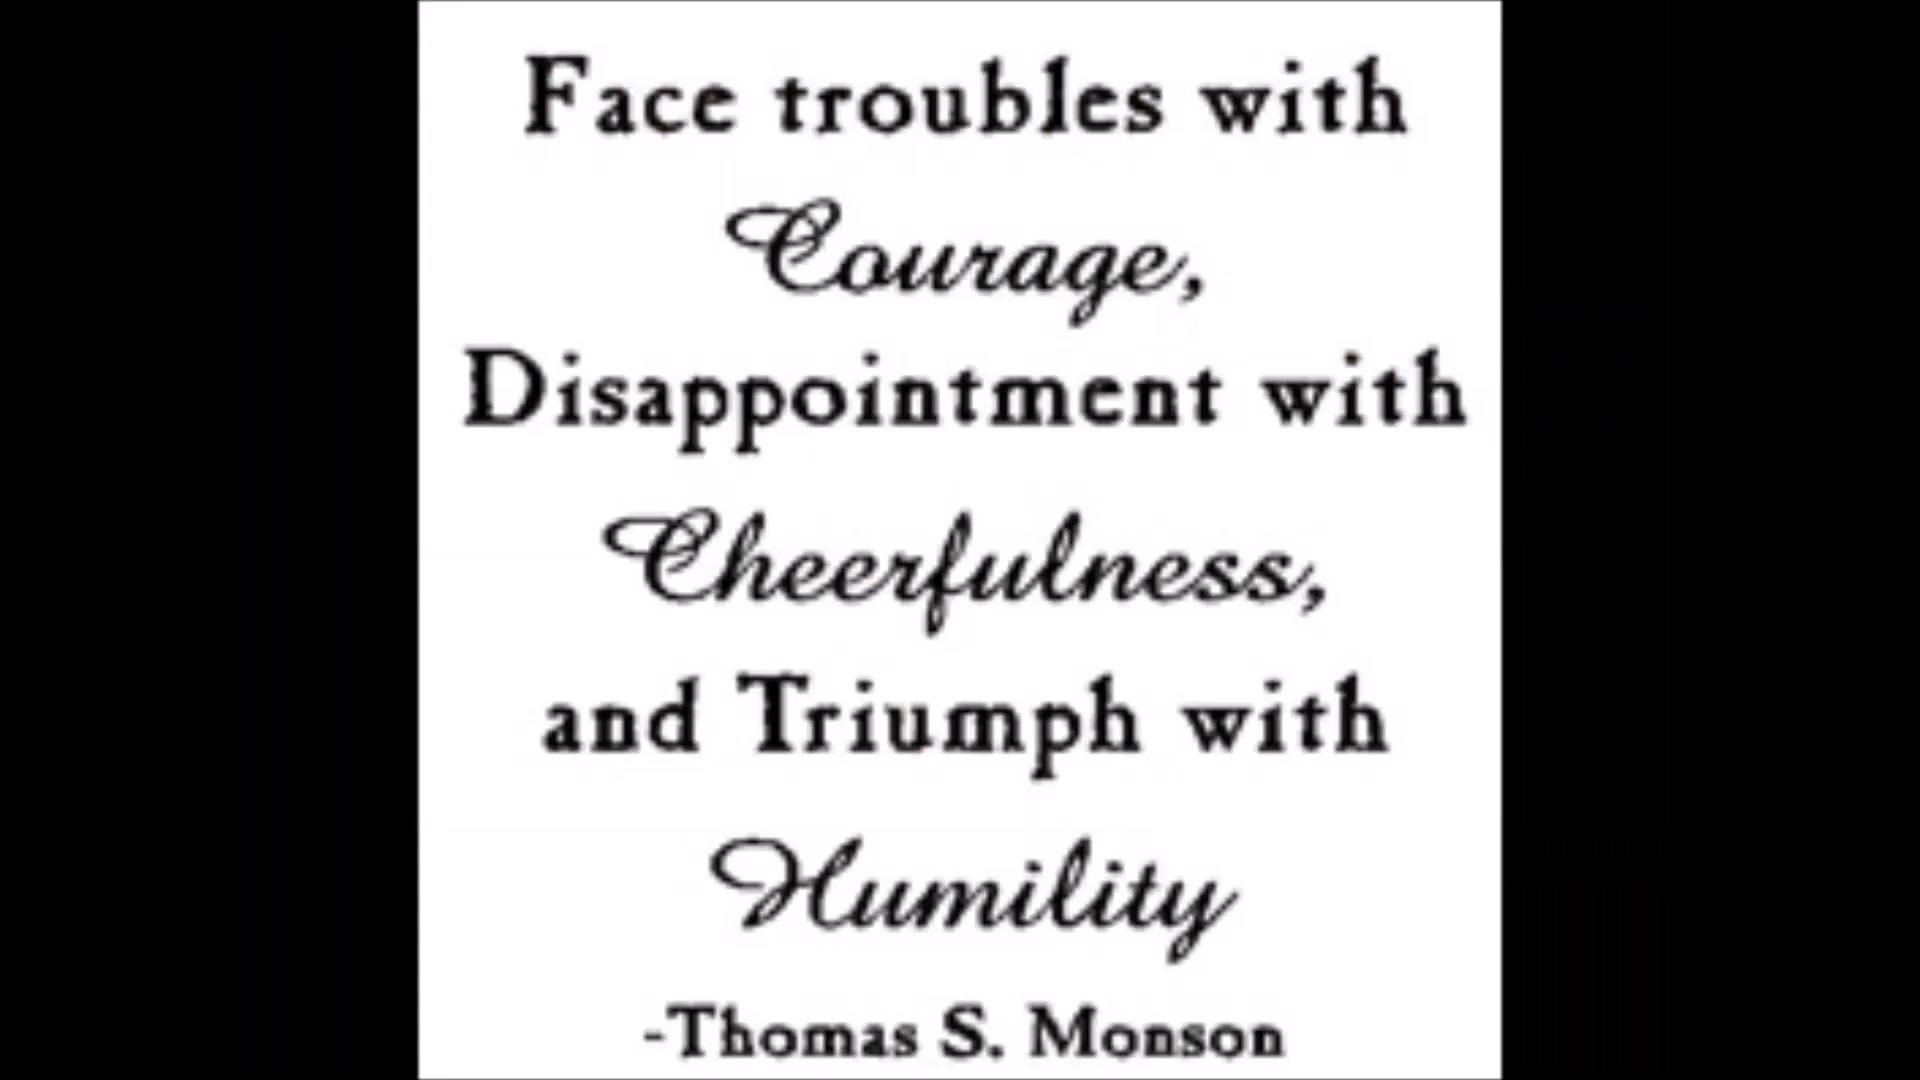 Face troubles with
Courage,
Disappointment with
Cheerfulness,
and Triumph with
Humility
-Thomas S. Monson